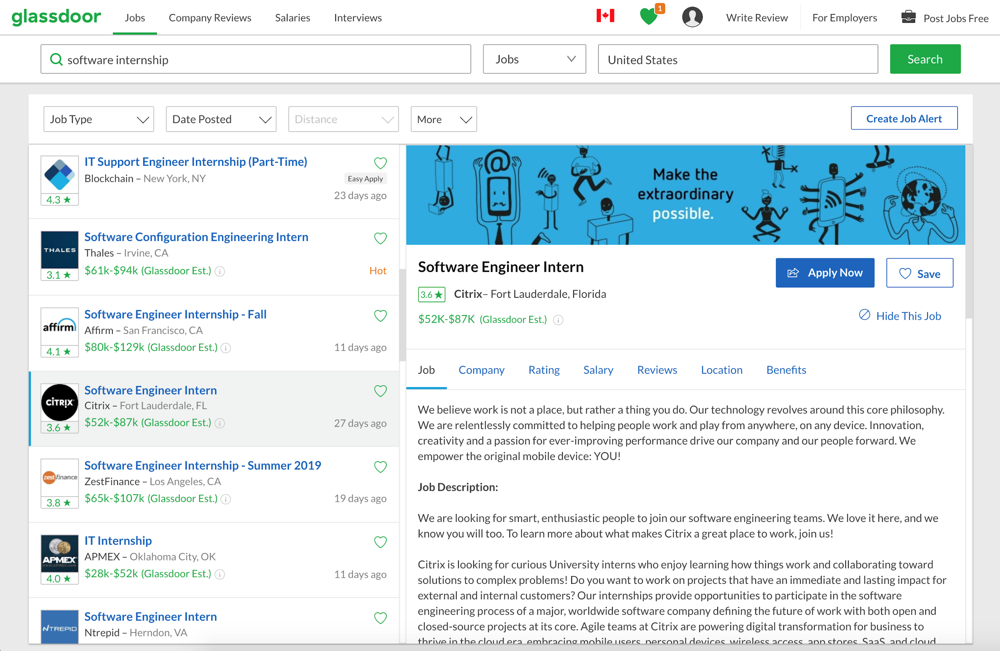 glassdoor
Jobs
Company Reviews
Salaries
Interviews
1
Write Review
For Employers
Post Jobs Free
software internship
Jobs
United States
Search
Job Type
Date Posted
Distance
More
Create Job Alert
IT Support Engineer Internship (Part-Time)
Blockchain – New York, NY
Easy Apply
4.3 ★
23 days ago
THALES
Software Configuration Engineering Intern
Thales – Irvine, CA
$61k-$94k (Glassdoor Est.) i
Hot
3.1 ★
affirm
Software Engineer Internship - Fall
Affirm – San Francisco, CA
$80k-$129k (Glassdoor Est.) i
11 days ago
4.1 ★
CİTRİX
Software Engineer Intern
Citrix – Fort Lauderdale, FL
$52k-$87k (Glassdoor Est.) i
27 days ago
3.6 ★
zestfinance
Software Engineer Internship - Summer 2019
ZestFinance – Los Angeles, CA
$65k-$107k (Glassdoor Est.) i
19 days ago
3.8 ★
APMEX
www.APMEX.com
IT Internship
APMEX – Oklahoma City, OK
$28k-$52k (Glassdoor Est.) i
11 days ago
4.0 ★
NTREPID
Software Engineer Intern
Ntrepid – Herndon, VA
@
Make the
extraordinary
possible.
Software Engineer Intern
Apply Now
Save
3.6 ★ Citrix– Fort Lauderdale, Florida
$52K-$87K (Glassdoor Est.) i
Hide This Job
Job
Company
Rating
Salary
Reviews
Location
Benefits
We believe work is not a place, but rather a thing you do. Our technology revolves around this core philosophy.
We are relentlessly committed to helping people work and play from anywhere, on any device. Innovation,
creativity and a passion for ever-improving performance drive our company and our people forward. We
empower the original mobile device: YOU!
Job Description:
We are looking for smart, enthusiastic people to join our software engineering teams. We love it here, and we
know you will too. To learn more about what makes Citrix a great place to work, join us!
Citrix is looking for curious University interns who enjoy learning how things work and collaborating toward
solutions to complex problems! Do you want to work on projects that have an immediate and lasting impact for
external and internal customers? Our internships provide opportunities to participate in the software
engineering process of a major, worldwide software company defining the future of work with both open and
closed-source projects at its core. Agile teams at Citrix are powering digital transformation for business to
thrive in the cloud era, embracing mobile users, personal devices, wireless access, app stores, SaaS, and cloud